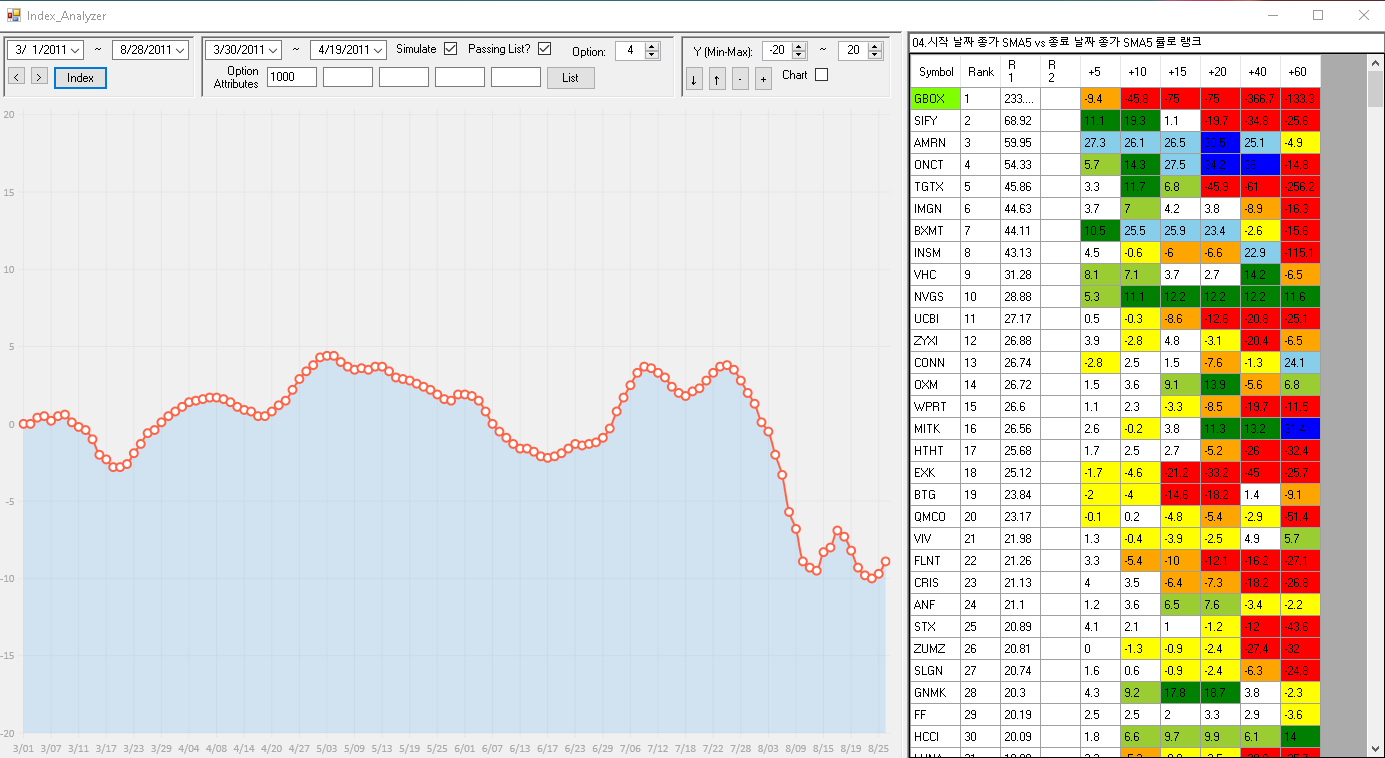 Index_Analyzer
3/ 1/2011 ~ 8/28/2011
< > Index
3/30/2011 ~ 4/19/2011 Simulate Passing List? Option: 4
Option Attributes 1000 List
Y (Min-Max): -20 ~ 20
↓ ↑ - + Chart
20
15
10
5
0
-5
-10
-15
-20
3/01 3/07 3/11 3/17 3/23 3/29 4/04 4/08 4/14 4/20 4/27 5/03 5/09 5/13 5/19 5/25 6/01 6/07 6/13 6/17 6/23 6/29 7/06 7/12 7/18 7/22 7/28 8/03 8/09 8/15 8/19 8/25
04.시작 날짜 종가 SMA5 vs 종료 날짜 종가 SMA5 률로 랭크
Symbol Rank R 1 R 2 +5 +10 +15 +20 +40 +60
GBOX 1 233.... -9.4 -45.8 -75 -75 -366.7 -133.3
SIFY 2 68.92 11.1 19.3 1.1 -19.7 -34.8 -25.6
AMRN 3 59.95 27.3 26.1 26.5 30.5 25.1 -4.9
ONCT 4 54.33 5.7 14.3 27.5 34.2 36 -14.8
TGTX 5 45.86 3.3 11.7 6.8 -45.9 -61 -256.2
IMGN 6 44.63 3.7 7 4.2 3.8 -8.9 -16.3
BXMT 7 44.11 10.5 25.5 25.9 23.4 -2.6 -15.6
INSM 8 43.13 4.5 -0.6 -6 -6.6 22.9 -115.1
VHC 9 31.28 8.1 7.1 3.7 2.7 14.2 -6.5
NVGS 10 28.88 5.3 11.1 12.2 12.2 12.2 11.6
UCBI 11 27.17 0.5 -0.3 -8.6 -12.6 -20.8 -25.1
ZYXI 12 26.88 3.9 -2.8 4.8 -3.1 -20.4 -6.5
CONN 13 26.74 -2.8 2.5 1.5 -7.6 -1.3 24.1
OXM 14 26.72 1.5 3.6 9.1 13.9 -5.6 6.8
WPRT 15 26.6 1.1 2.3 -3.3 -8.5 -19.7 -11.5
MITK 16 26.56 2.6 -0.2 3.8 11.3 13.2 31.4
HTHT 17 25.68 1.7 2.5 2.7 -5.2 -26 -32.4
EXK 18 25.12 -1.7 -4.6 -21.2 -33.2 -45 -25.7
BTG 19 23.84 -2 -4 -14.6 -18.2 1.4 -9.1
QMCO 20 23.17 -0.1 0.2 -4.8 -5.4 -2.9 -51.4
VIV 21 21.98 1.3 -0.4 -3.9 -2.5 4.9 5.7
FLNT 22 21.26 3.3 -5.4 -10 -12.1 -16.2 -27.1
CRIS 23 21.13 4 3.5 -6.4 -7.3 -18.2 -26.8
ANF 24 21.1 1.2 3.6 6.5 7.6 -3.4 -2.2
STX 25 20.89 4.1 2.1 1 -1.2 -12 -43.6
ZUMZ 26 20.81 0 -1.3 -0.9 -2.4 -27.4 -32
SLGN 27 20.74 1.6 0.6 -0.9 -2.4 -6.3 -24.8
GNMK 28 20.3 4.3 9.2 17.8 18.7 3.8 -2.3
FF 29 20.19 2.5 2.5 2 3.3 2.9 -3.6
HCCI 30 20.09 1.8 6.6 9.7 9.9 6.1 14